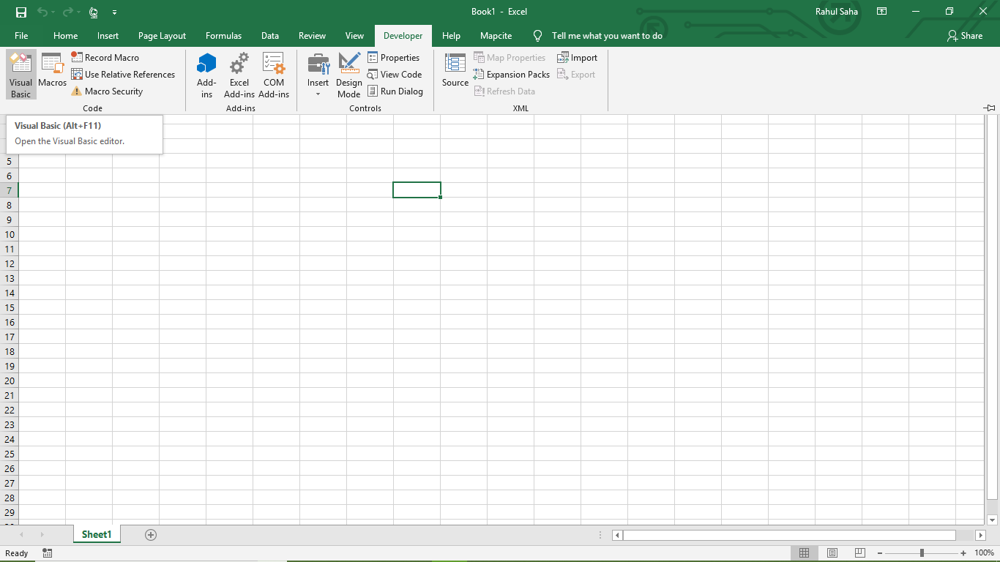 Book1 - Excel
Rahul Saha
File Home Insert Page Layout Formulas Data Review View Developer Help Mapcite Tell me what you want to do Share
Visual Basic
Macros
Record Macro
Use Relative References
Macro Security
Code
Add-ins
Excel Add-ins
COM Add-ins
Add-ins
Insert
Design Mode
Properties
View Code
Run Dialog
Controls
Source
Map Properties
Expansion Packs
Refresh Data
Import
Export
XML
Visual Basic (Alt+F11)
Open the Visual Basic editor.
5
6
7
8
9
10
11
12
13
14
15
16
17
18
19
20
21
22
23
24
25
26
27
28
29
Sheet1
Ready
100%